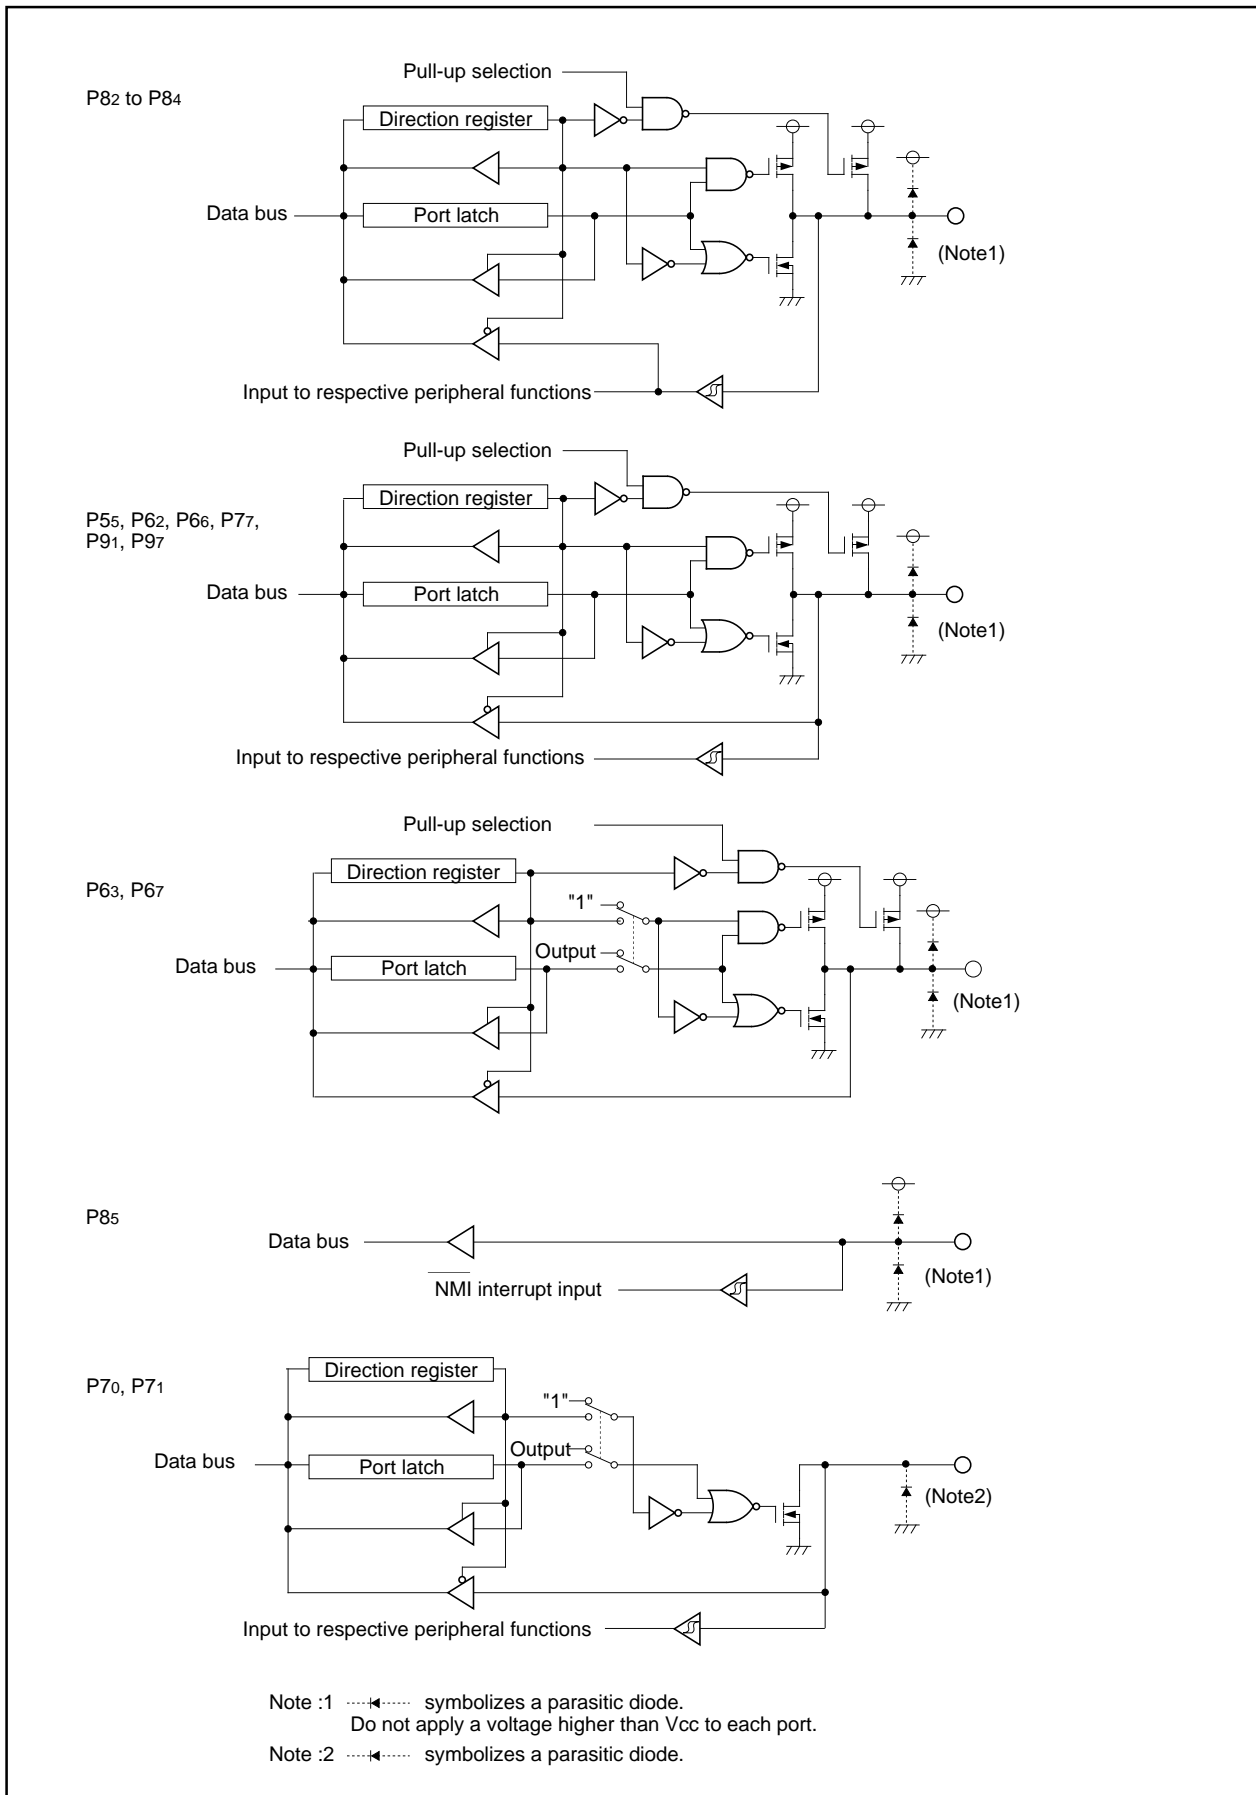 Pull-up selection
P82 to P84
Direction register
Data bus
Port latch
(Note1)
Input to respective peripheral functions
Pull-up selection
Direction register
P55, P62, P66, P77,
P91, P97
Data bus
Port latch
(Note1)
Input to respective peripheral functions
Pull-up selection
Direction register
P63, P67
"1"
Output
Data bus
Port latch
(Note1)
P85
Data bus
(Note1)
NMI interrupt input
Direction register
P70, P71
"1"
Output
Data bus
Port latch
(Note2)
Input to respective peripheral functions
Note :1 symbolizes a parasitic diode.
Do not apply a voltage higher than Vcc to each port.
Note :2 symbolizes a parasitic diode.